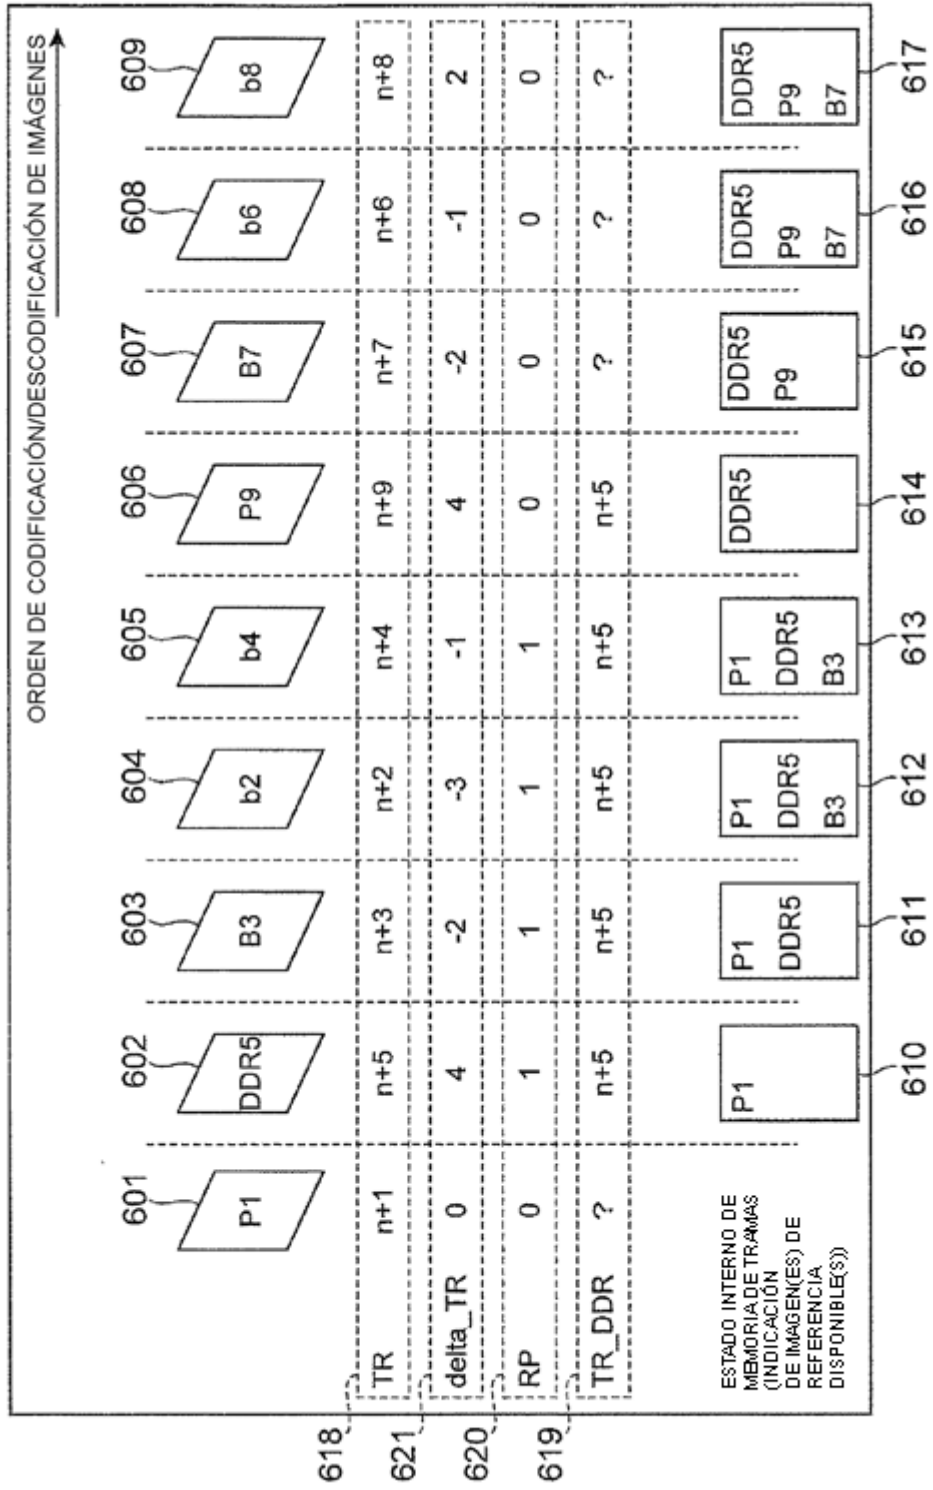 ORDEN DE CODIFICACIÓN/DESCODIFICACIÓN DE IMÁGENES
601 602 603 604 605 606 607 608 609
P1 DDR5 B3 b2 b4 P9 B7 b6 b8
618 TR n+1 n+5 n+3 n+2 n+4 n+9 n+7 n+6 n+8
621 delta_TR 0 4 -2 -3 -1 4 -2 -1 2
620 RP 0 1 1 1 1 0 0 0 0
619 TR_DDR ? n+5 n+5 n+5 n+5 n+5 ? ? ?
ESTADO INTERNO DE
MEMORIA DE TRAMAS
(INDICACIÓN
DE IMAGEN(ES) DE
REFERENCIA
DISPONIBLE(S))
P1 P1 P1 P1 DDR5 DDR5 DDR5 DDR5
DDR5 DDR5 DDR5 P9 P9 P9
B3 B3 B7 B7
610 611 612 613 614 615 616 617